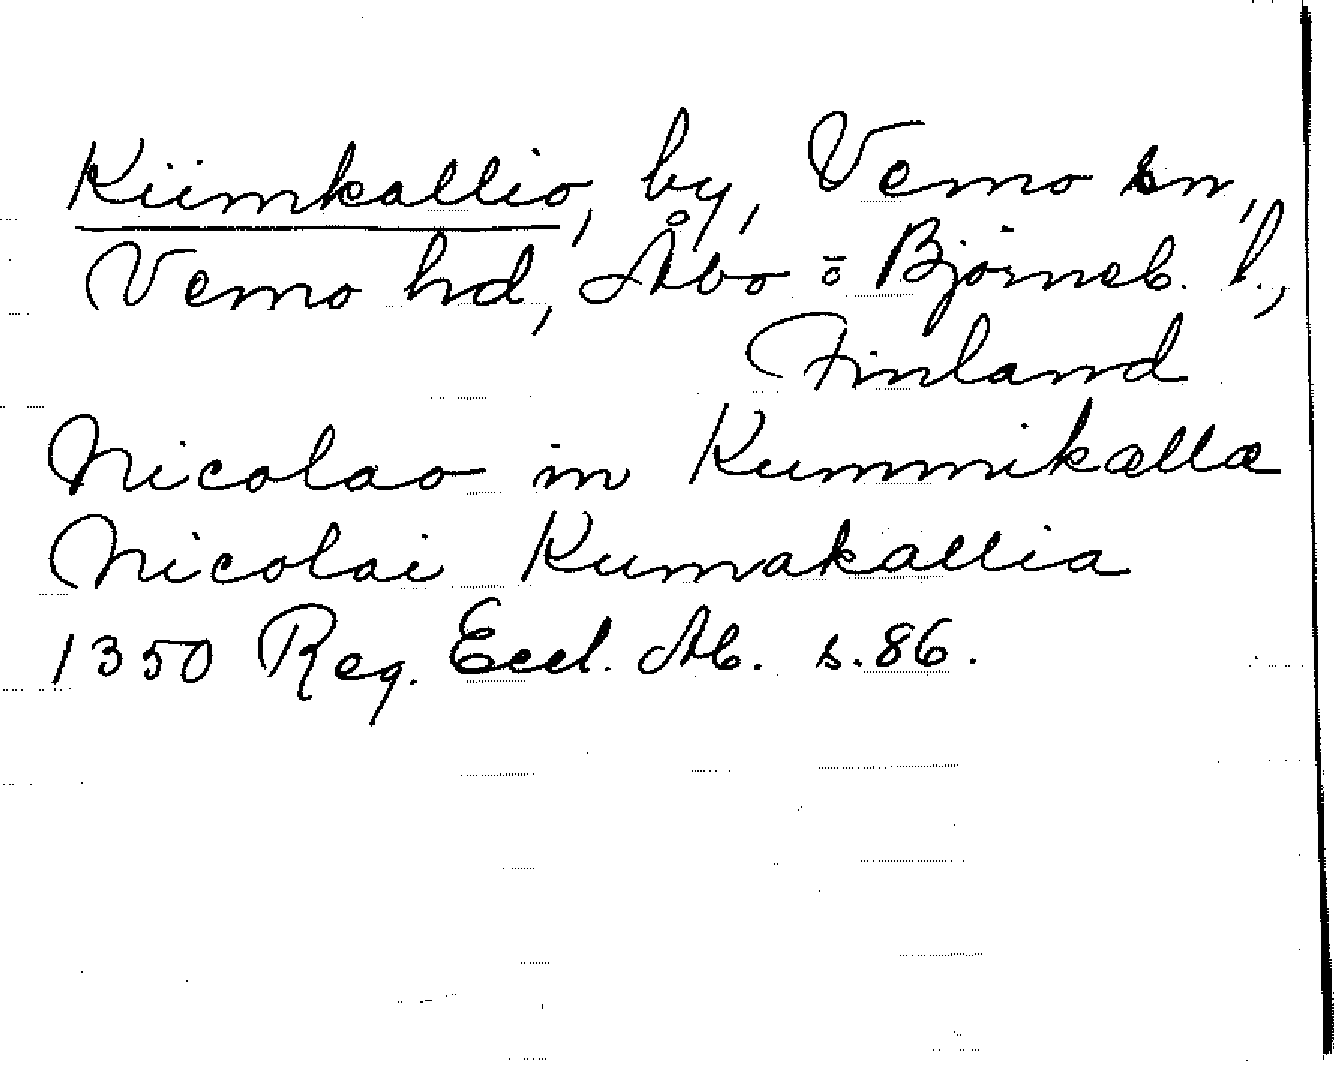 Kiimkallio, by, Vemo sn,
Vemo hd, Åbo o Björneb. l.,
Finland
Nicolao in Kummikalla
Nicolai Kumakallia
1350 Reg. Eccl. Ab. s. 86.